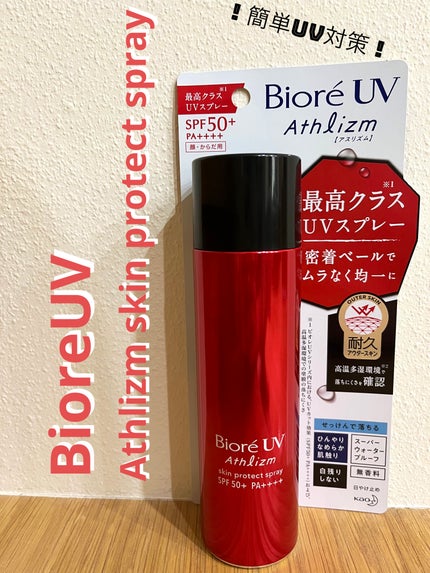 ！簡単UV対策！
BioreUV
Athlizm skin protect spray
最高クラス※1
UVスプレー
SPF50+
PA++++
顔・からだ用
Bioré UV
Athlizm
【アスリズム】
※1
最高クラス
UVスプレー
密着ベールで
ムラなく均一に
OUTER SKIN
耐久
アウタースキン
高温多湿環境※2で
落ちにくさを確認
せっけんで落ちる
ひんやり
なめらか
肌触り
スーパー
ウォーター
プルーフ
白残り
しない
無香料
日やけ止め
Kao
Bioré UV
Athlizm
skin protect spray
SPF 50+ PA++++